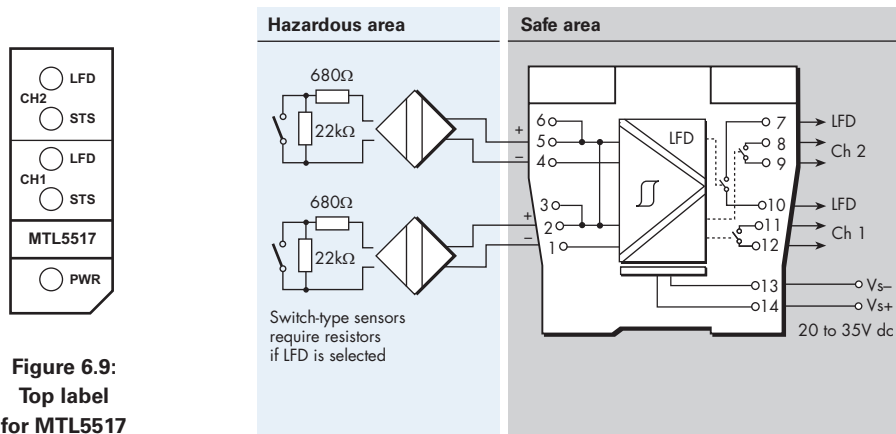 LFD
CH2
STS
LFD
CH1
STS
MTL5517
PWR
Figure 6.9:
Top label
for MTL5517
Hazardous area
Safe area
680Ω
22kΩ
+
–
680Ω
22kΩ
+
–
Switch-type sensors
require resistors
if LFD is selected
6
5
4
3
2
1
LFD
7
8
9
10
11
12
13
14
LFD
Ch 2
LFD
Ch 1
Vs–
Vs+
20 to 35V dc